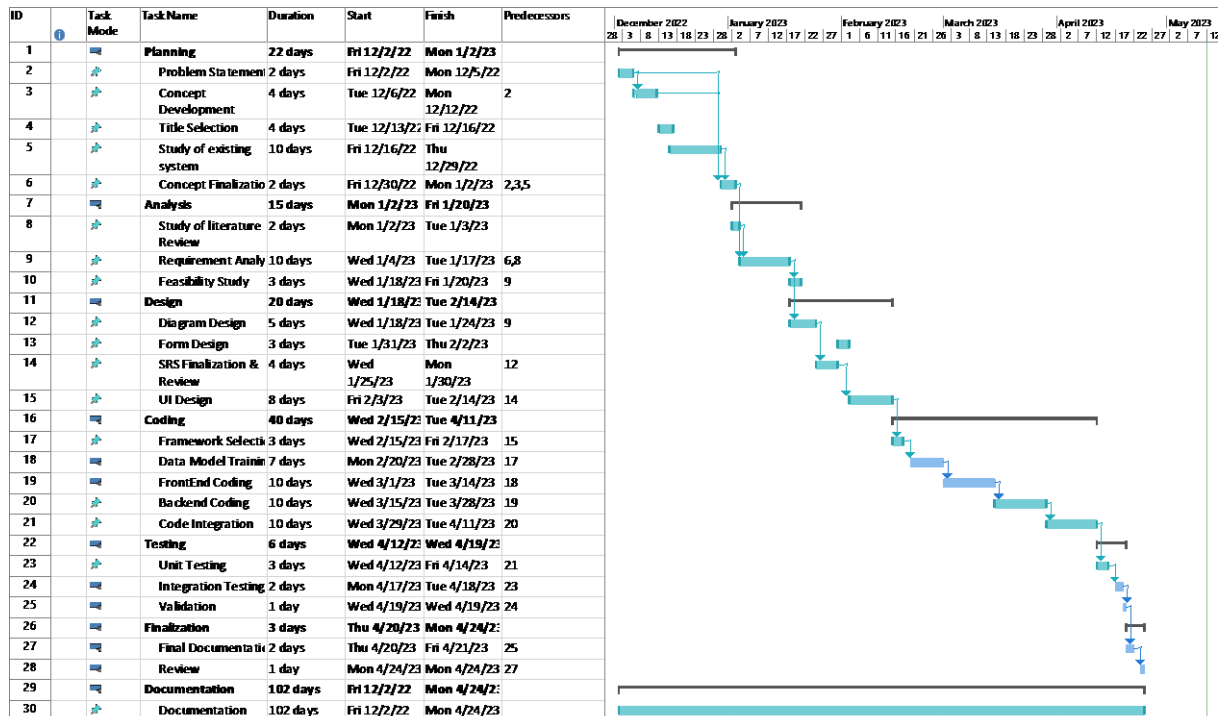 ID Task Mode Task Name Duration Start Finish Predecessors
December 2022 January 2023 February 2023 March 2023 April 2023 May 2023
28 3 8 13 18 23 28 2 7 12 17 22 27 1 6 11 16 21 26 3 8 13 18 23 28 2 7 12 17 22 27 2 7 12
1 Planning 22 days Fri 12/2/22 Mon 1/2/23
2 Problem Statement 2 days Fri 12/2/22 Mon 12/5/22
3 Concept Development 4 days Tue 12/6/22 Mon 12/12/22 2
4 Title Selection 4 days Tue 12/13/22 Fri 12/16/22
5 Study of existing system 10 days Fri 12/16/22 Thu 12/29/22
6 Concept Finalizatio 2 days Fri 12/30/22 Mon 1/2/23 2,3,5
7 Analysis 15 days Mon 1/2/23 Fri 1/20/23
8 Study of literature Review 2 days Mon 1/2/23 Tue 1/3/23
9 Requirement Analy 10 days Wed 1/4/23 Tue 1/17/23 6,8
10 Feasibility Study 3 days Wed 1/18/23 Fri 1/20/23 9
11 Design 20 days Wed 1/18/23 Tue 2/14/23
12 Diagram Design 5 days Wed 1/18/23 Tue 1/24/23 9
13 Form Design 3 days Tue 1/31/23 Thu 2/2/23
14 SRS Finalization & Review 4 days Wed 1/25/23 Mon 1/30/23 12
15 UI Design 8 days Fri 2/3/23 Tue 2/14/23 14
16 Coding 40 days Wed 2/15/23 Tue 4/11/23
17 Framework Selecti 3 days Wed 2/15/23 Fri 2/17/23 15
18 Data Model Trainin 7 days Mon 2/20/23 Tue 2/28/23 17
19 FrontEnd Coding 10 days Wed 3/1/23 Tue 3/14/23 18
20 Backend Coding 10 days Wed 3/15/23 Tue 3/28/23 19
21 Code Integration 10 days Wed 3/29/23 Tue 4/11/23 20
22 Testing 6 days Wed 4/12/23 Wed 4/19/23
23 Unit Testing 3 days Wed 4/12/23 Fri 4/14/23 21
24 Integration Testing 2 days Mon 4/17/23 Tue 4/18/23 23
25 Validation 1 day Wed 4/19/23 Wed 4/19/23 24
26 Finalization 3 days Thu 4/20/23 Mon 4/24/23
27 Final Documentatio 2 days Thu 4/20/23 Fri 4/21/23 25
28 Review 1 day Mon 4/24/23 Mon 4/24/23 27
29 Documentation 102 days Fri 12/2/22 Mon 4/24/23
30 Documentation 102 days Fri 12/2/22 Mon 4/24/23